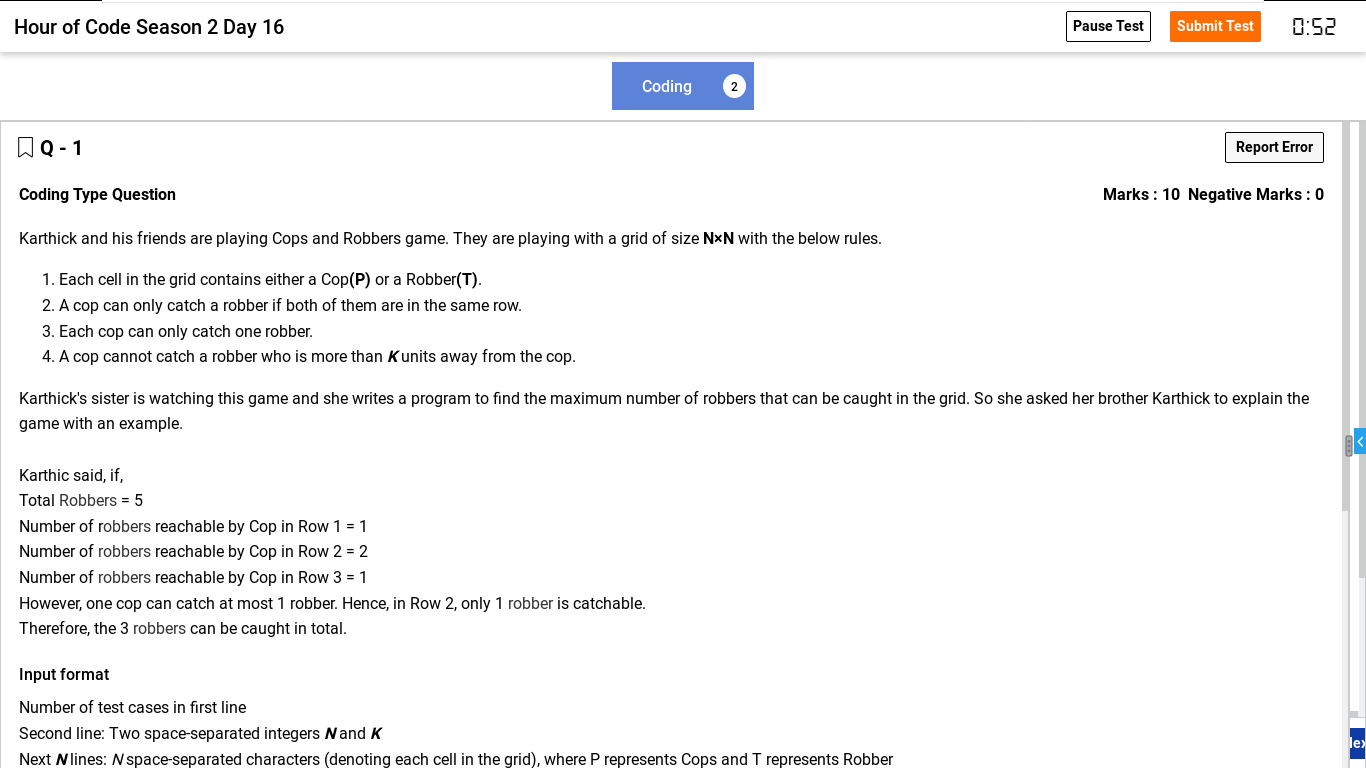 Hour of Code Season 2 Day 16
Pause Test
Submit Test
0:52
Coding 2
Q - 1
Report Error
Coding Type Question
Marks : 10 Negative Marks : 0
Karthick and his friends are playing Cops and Robbers game. They are playing with a grid of size N×N with the below rules.
1. Each cell in the grid contains either a Cop(P) or a Robber(T).
2. A cop can only catch a robber if both of them are in the same row.
3. Each cop can only catch one robber.
4. A cop cannot catch a robber who is more than K units away from the cop.
Karthick's sister is watching this game and she writes a program to find the maximum number of robbers that can be caught in the grid. So she asked her brother Karthick to explain the
game with an example.
Karthic said, if,
Total Robbers = 5
Number of robbers reachable by Cop in Row 1 = 1
Number of robbers reachable by Cop in Row 2 = 2
Number of robbers reachable by Cop in Row 3 = 1
However, one cop can catch at most 1 robber. Hence, in Row 2, only 1 robber is catchable.
Therefore, the 3 robbers can be caught in total.
Input format
Number of test cases in first line
Second line: Two space-separated integers N and K
Next N lines: N space-separated characters (denoting each cell in the grid), where P represents Cops and T represents Robber